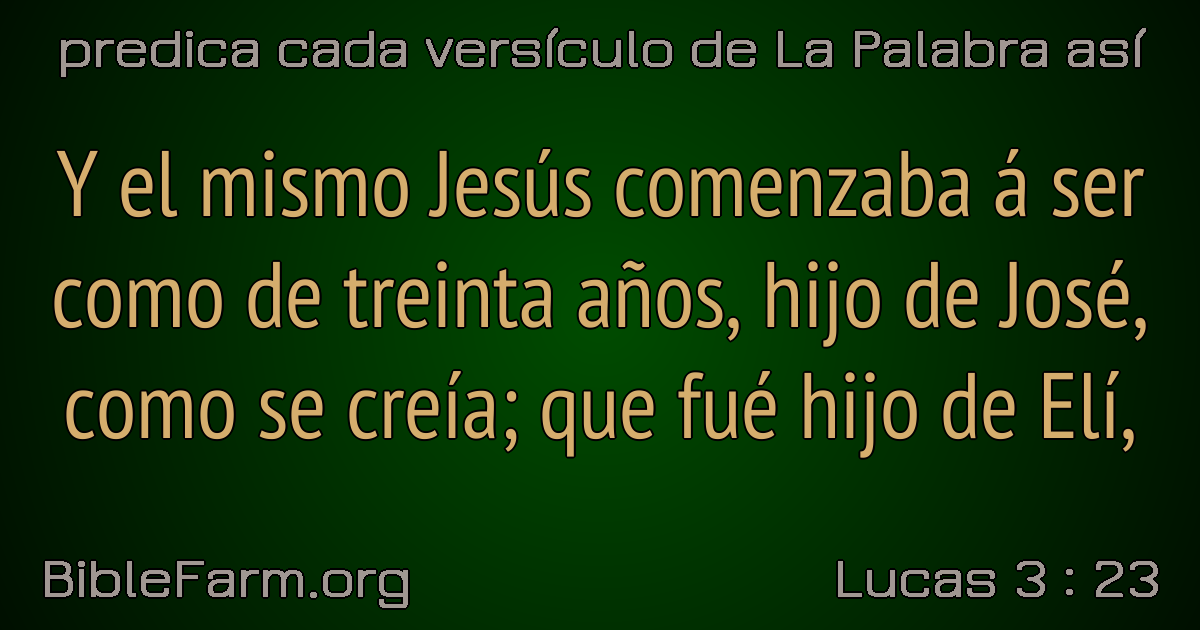 predica cada versículo de La Palabra así
Y el mismo Jesús comenzaba á ser
como de treinta años, hijo de José,
como se creía; que fué hijo de Elí,
BibleFarm.org
Lucas 3 : 23